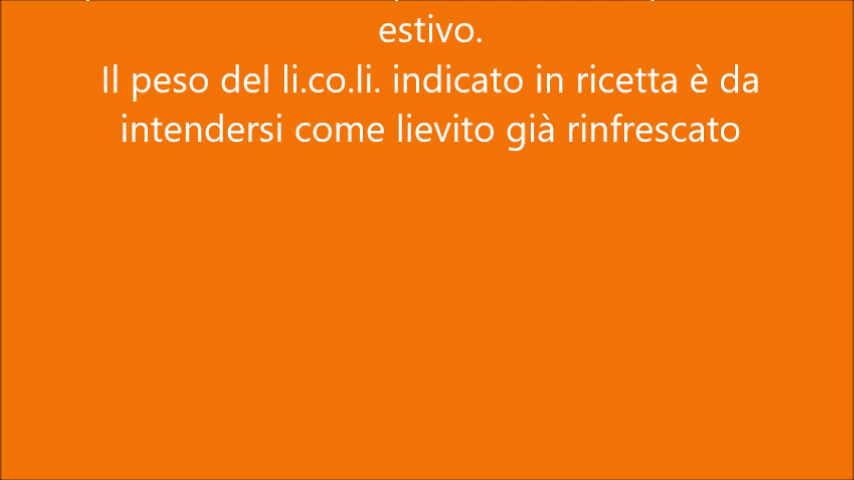 estivo.
Il peso del li.co.li. indicato in ricetta è da
intendersi come lievito già rinfrescato